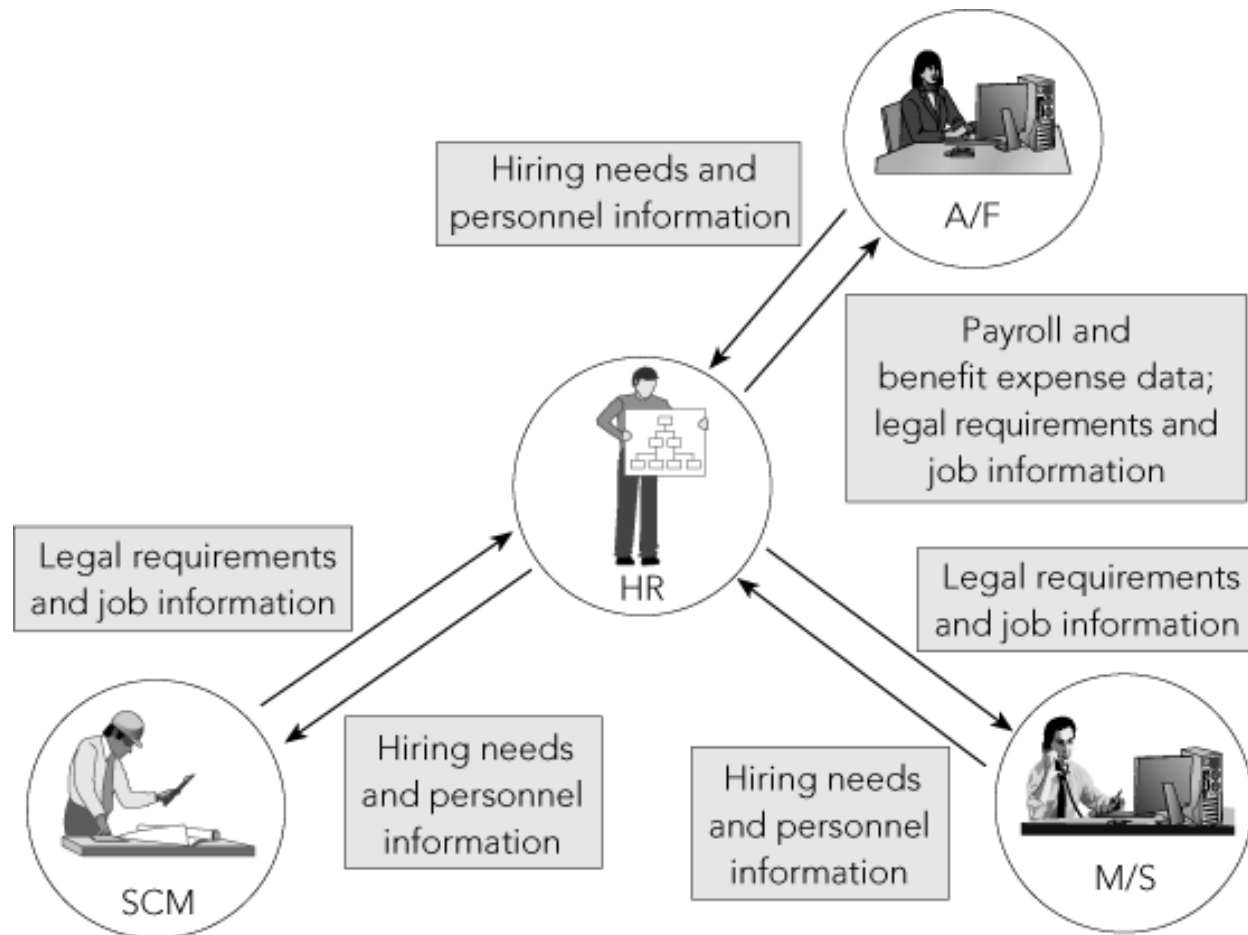 Hiring needs and
personnel information
A/F
Payroll and
benefit expense data;
legal requirements and
job information
HR
Legal requirements
and job information
Legal requirements
and job information
Hiring needs
and personnel
information
Hiring needs
and personnel
information
SCM
M/S